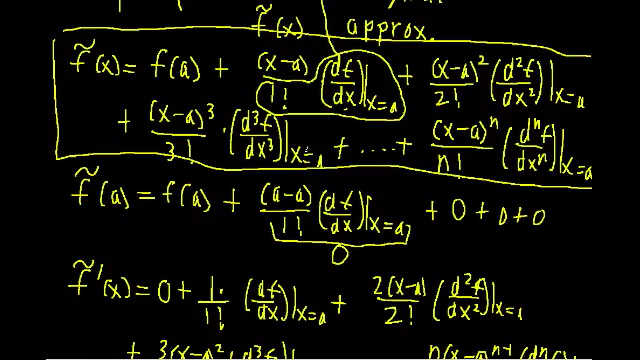 f̃(x) approx.
f̃(x) = f(a) + (x-a)/1! (df/dx)|x=a + (x-a)²/2! (d²f/dx²)|x=a
+ (x-a)³/3! · (d³f/dx³)|x=a + ....+ (x-a)ⁿ/n! (dⁿf/dxⁿ)|x=a
f̃(a) = f(a) + (a-a)/1! (df/dx)|x=a + 0 + 0 + 0
0
f̃'(x) = 0 + 1·/1! (df/dx)|x=a + 2(x-a)/2! (d²f/dx²)|x=a